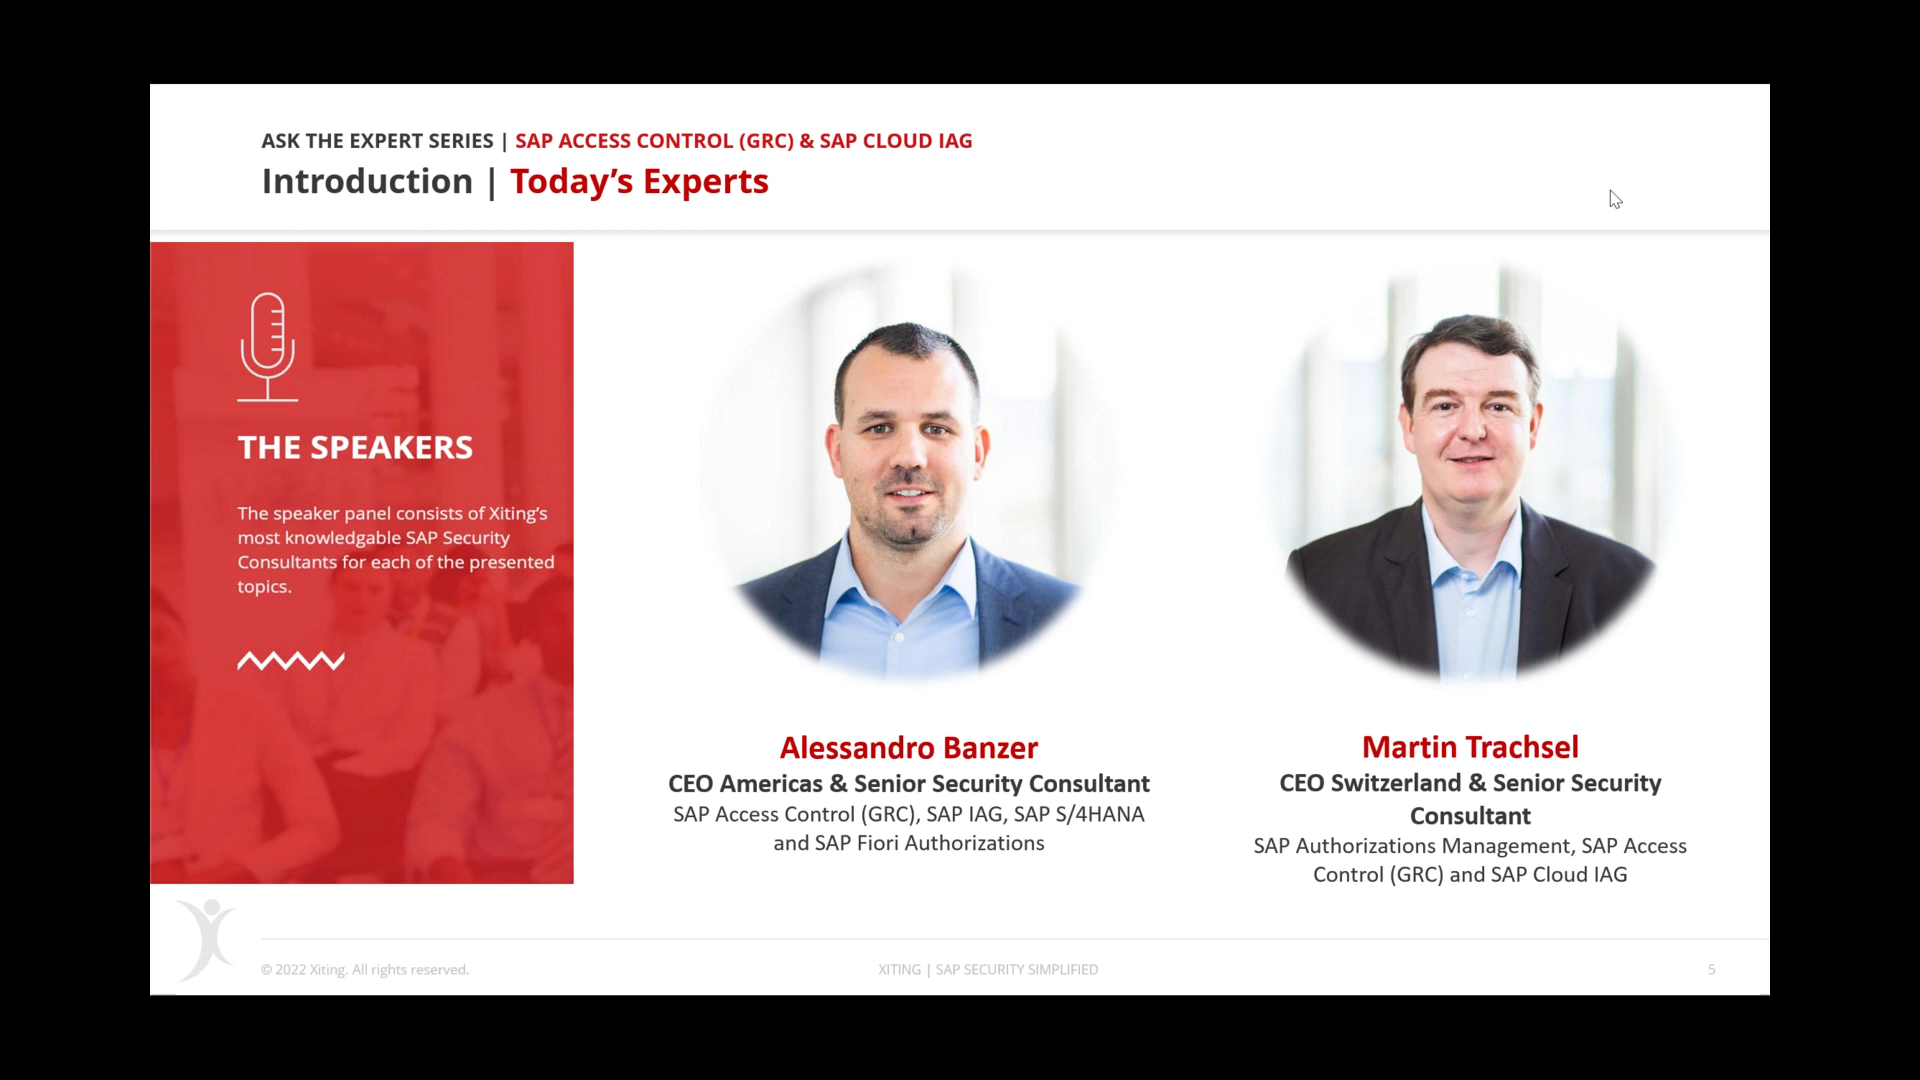 ASK THE EXPERT SERIES | SAP ACCESS CONTROL (GRC) & SAP CLOUD IAG
Introduction | Today’s Experts
THE SPEAKERS
The speaker panel consists of Xiting’s
most knowledgable SAP Security
Consultants for each of the presented
topics.
Alessandro Banzer
CEO Americas & Senior Security Consultant
SAP Access Control (GRC), SAP IAG, SAP S/4HANA
and SAP Fiori Authorizations
Martin Trachsel
CEO Switzerland & Senior Security
Consultant
SAP Authorizations Management, SAP Access
Control (GRC) and SAP Cloud IAG
© 2022 Xiting. All rights reserved.
XITING | SAP SECURITY SIMPLIFIED
5